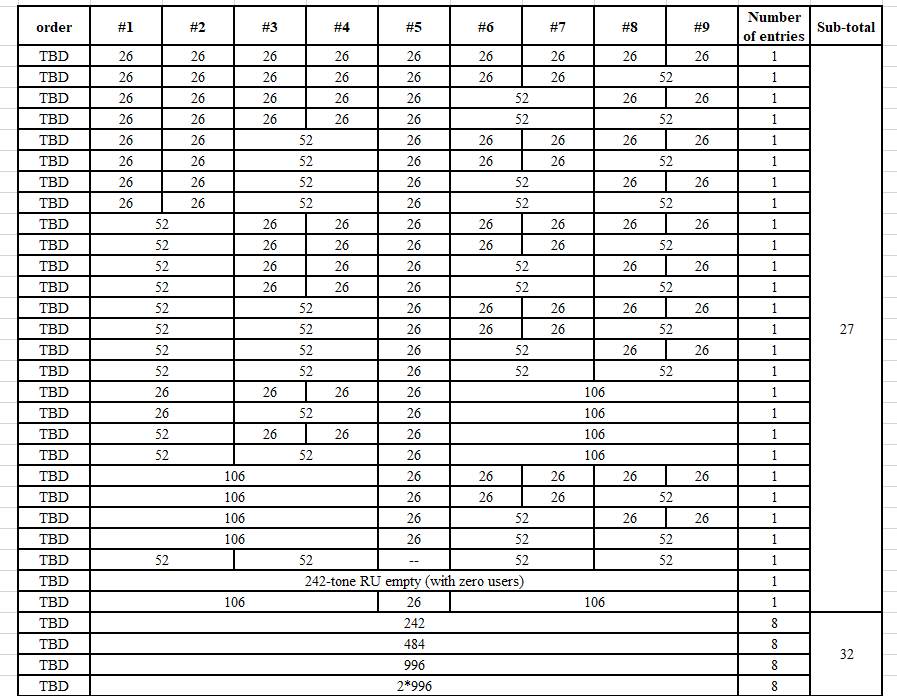 order #1 #2 #3 #4 #5 #6 #7 #8 #9 Number of entries Sub-total
TBD 26 26 26 26 26 26 26 26 26 1
TBD 26 26 26 26 26 26 26 52 1
TBD 26 26 26 26 26 52 26 26 1
TBD 26 26 26 26 26 52 52 1
TBD 26 26 52 26 26 26 26 26 1
TBD 26 26 52 26 26 26 52 1
TBD 26 26 52 26 52 26 26 1
TBD 26 26 52 26 52 52 1
TBD 52 26 26 26 26 26 26 26 1
TBD 52 26 26 26 26 26 52 1
TBD 52 26 26 26 52 26 26 1
TBD 52 26 26 26 52 52 1
TBD 52 52 26 26 26 26 26 1
TBD 52 52 26 26 26 52 1 27
TBD 52 52 26 52 26 26 1
TBD 52 52 26 52 52 1
TBD 26 26 26 26 106 1
TBD 26 52 26 106 1
TBD 52 26 26 26 106 1
TBD 52 52 26 106 1
TBD 106 26 26 26 26 26 1
TBD 106 26 26 26 52 1
TBD 106 26 52 26 26 1
TBD 106 26 52 52 1
TBD 52 52 -- 52 52 1
TBD 242-tone RU empty (with zero users) 1
TBD 106 26 106 1
TBD 242 8
TBD 484 8 32
TBD 996 8
TBD 2*996 8